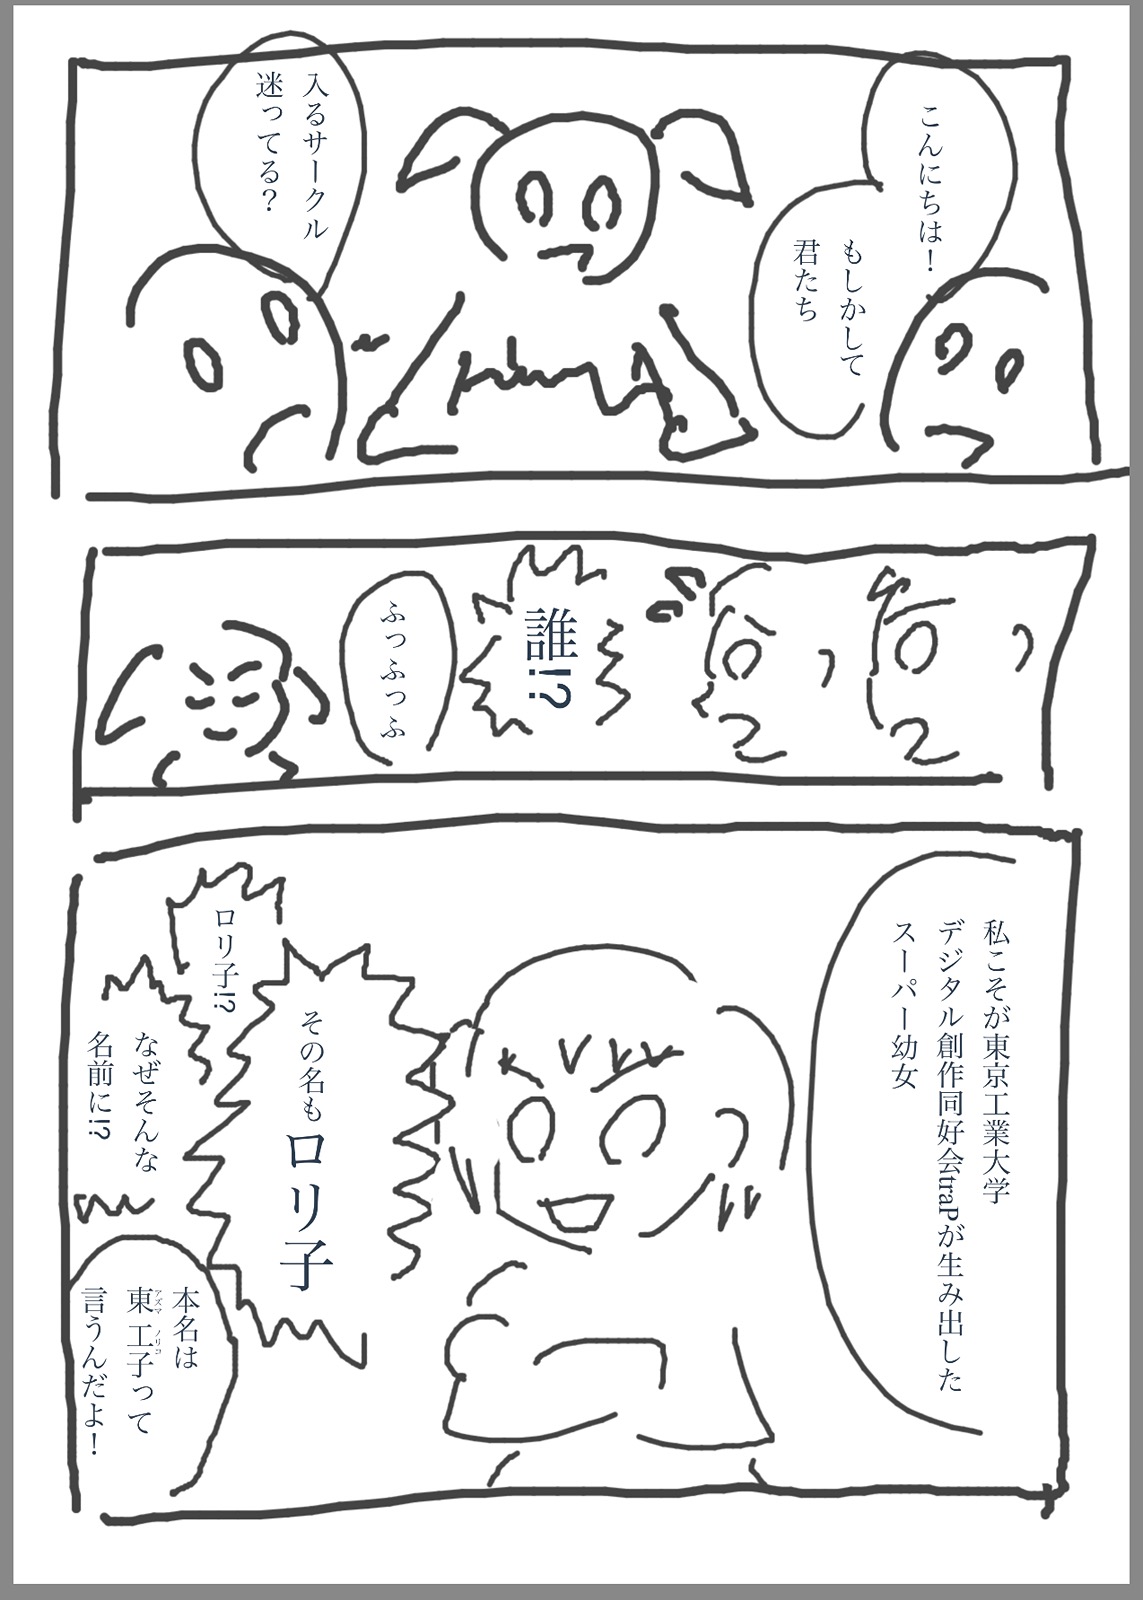 こんにちは！
もしかして
君たち
入るサークル
迷ってる？
誰!?
ふっふっふっふ
私こそが東京工業大学
デジタル創作同好会traPが生み出した
スーパー幼女
その名もロリ子
ロリ子!?
なぜそんな
名前に!?
本名は
東工子って
アズマ ノリコ
言うんだよ！